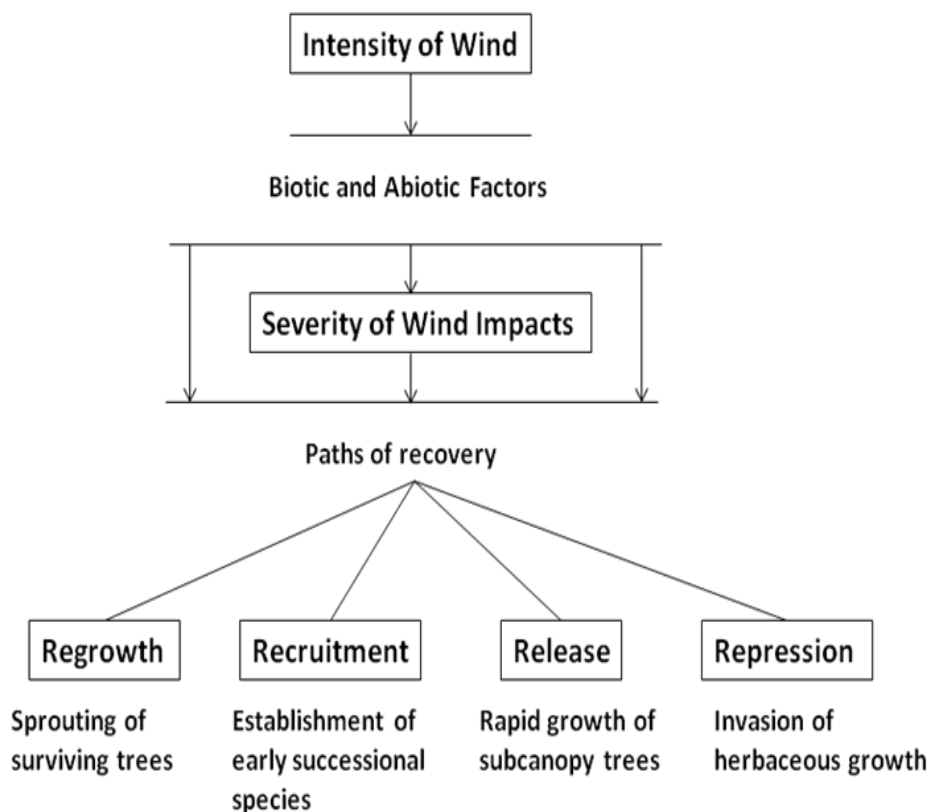 Intensity of Wind
Biotic and Abiotic Factors
Severity of Wind Impacts
Paths of recovery
Regrowth
Recruitment
Release
Repression
Sprouting of
surviving trees
Establishment of
early successional
species
Rapid growth of
subcanopy trees
Invasion of
herbaceous growth